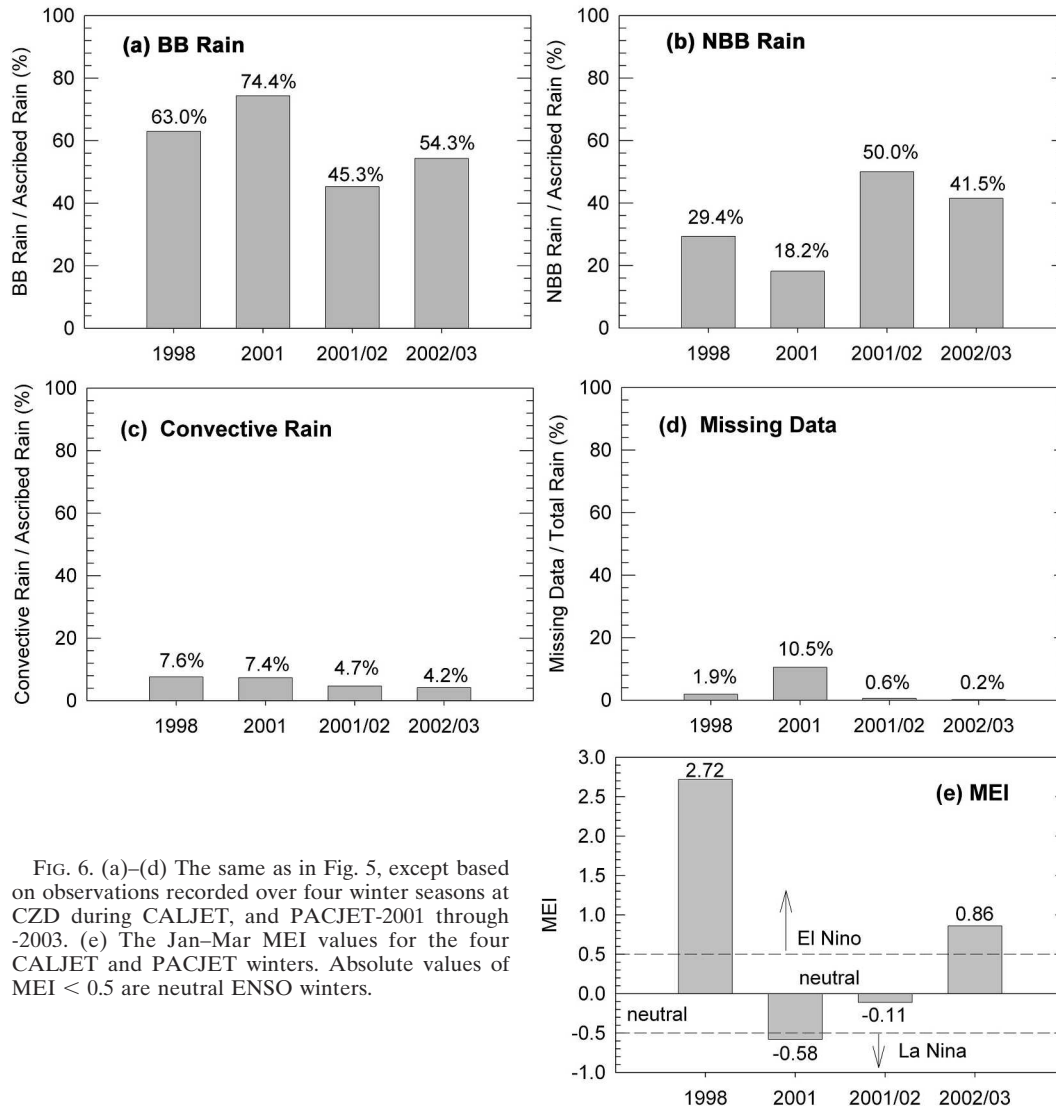 (a) BB Rain
BB Rain / Ascribed Rain (%)
100
80
60
40
20
0
63.0%
74.4%
45.3%
54.3%
1998 2001 2001/02 2002/03
(b) NBB Rain
NBB Rain / Ascribed Rain (%)
100
80
60
40
20
0
29.4%
18.2%
50.0%
41.5%
1998 2001 2001/02 2002/03
(c) Convective Rain
Convective Rain / Ascribed Rain (%)
100
80
60
40
20
0
7.6%
7.4%
4.7%
4.2%
1998 2001 2001/02 2002/03
(d) Missing Data
Missing Data / Total Rain (%)
100
80
60
40
20
0
1.9%
10.5%
0.6%
0.2%
1998 2001 2001/02 2002/03
(e) MEI
MEI
3.0
2.5
2.0
1.5
1.0
0.5
0.0
-0.5
-1.0
2.72
-0.58
-0.11
0.86
El Nino
neutral
neutral
La Nina
1998 2001 2001/02 2002/03
FIG. 6. (a)–(d) The same as in Fig. 5, except based
on observations recorded over four winter seasons at
CZD during CALJET, and PACJET-2001 through
-2003. (e) The Jan–Mar MEI values for the four
CALJET and PACJET winters. Absolute values of
MEI < 0.5 are neutral ENSO winters.